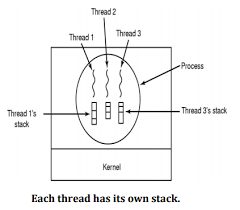 Thread 2
Thread 1
Thread 3
Process
Thread 1's
stack
Thread 3's stack
Kernel
Each thread has its own stack.